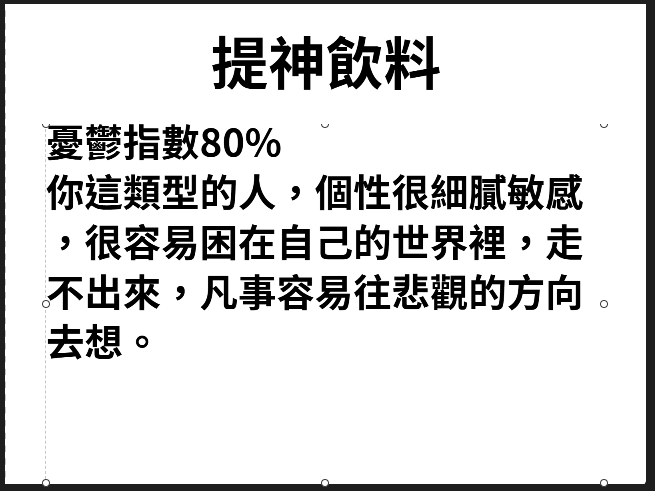 提神飲料
憂鬱指數80%
你這類型的人，個性很細膩敏感
，很容易困在自己的世界裡，走
不出來，凡事容易往悲觀的方向
去想。